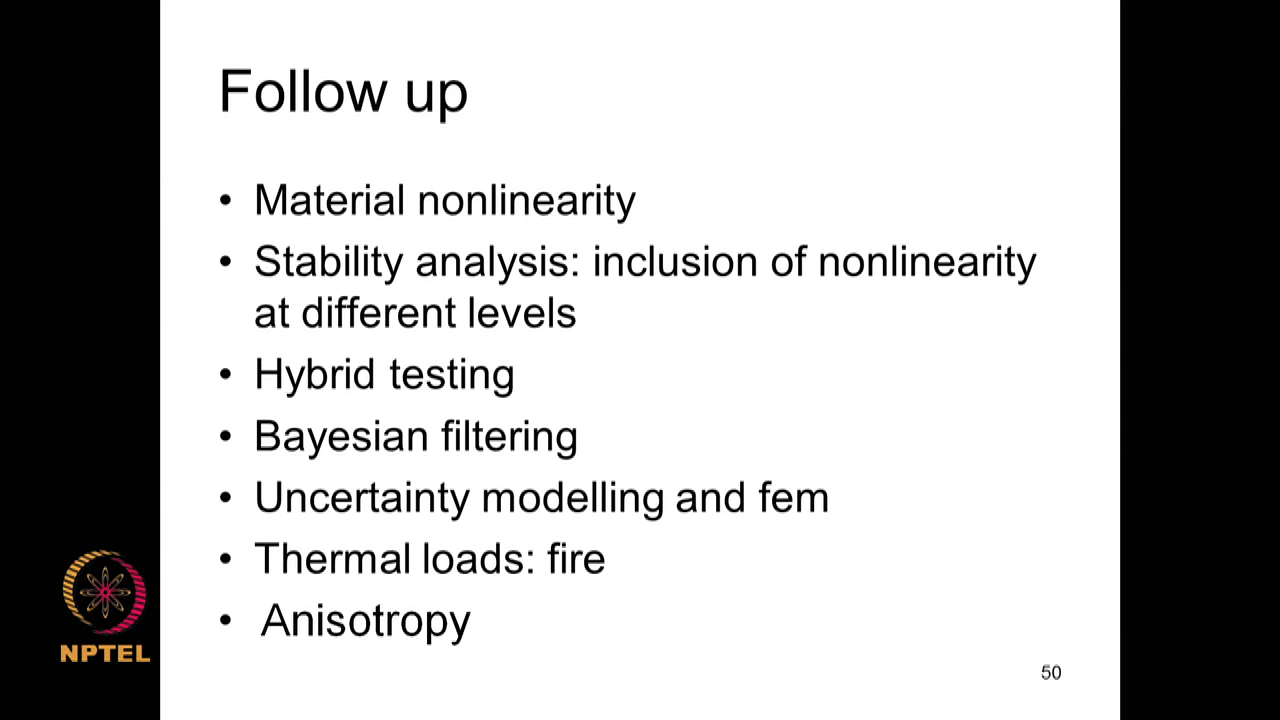 Follow up
• Material nonlinearity
• Stability analysis: inclusion of nonlinearity
at different levels
• Hybrid testing
• Bayesian filtering
• Uncertainty modelling and fem
• Thermal loads: fire
• Anisotropy
NPTEL
50